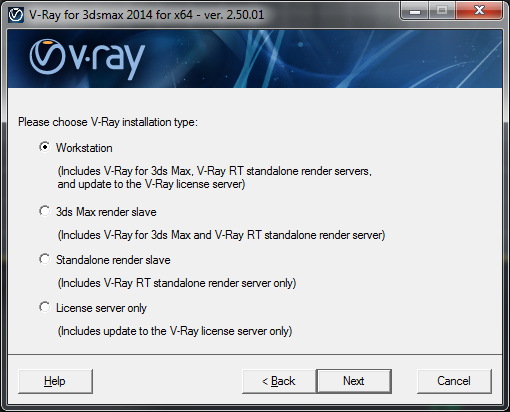 V-Ray for 3dsmax 2014 for x64 - ver. 2.50.01
v·ray
Please choose V-Ray installation type:
Workstation
(Includes V-Ray for 3ds Max, V-Ray RT standalone render servers,
and update to the V-Ray license server)
3ds Max render slave
(Includes V-Ray for 3ds Max and V-Ray RT standalone render server)
Standalone render slave
(Includes V-Ray RT standalone render server only)
License server only
(Includes update to the V-Ray license server only)
Help
< Back
Next
Cancel